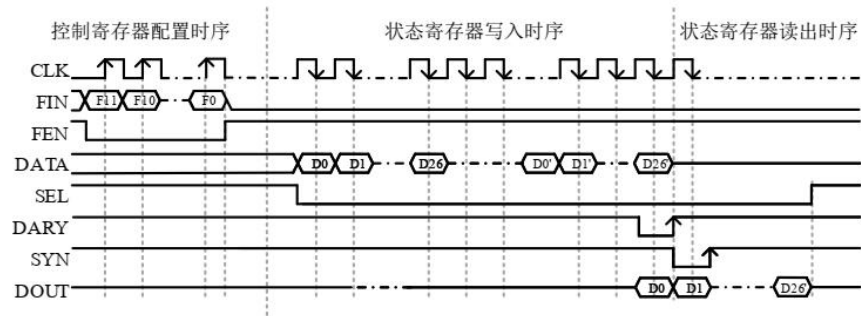 控制寄存器配置时序 状态寄存器写入时序 状态寄存器读出时序
CLK
FIN F11 F10 F0
FEN
DATA D0 D1 D26 D0' D1' D26'
SEL
DARY
SYN
DOUT D0 D1 D26'